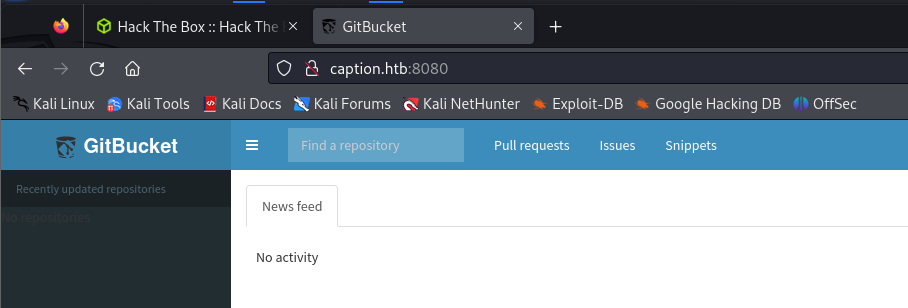 Hack The Box :: Hack The
GitBucket
caption.htb:8080
Kali Linux
Kali Tools
Kali Docs
Kali Forums
Kali NetHunter
Exploit-DB
Google Hacking DB
OffSec
GitBucket
Find a repository
Pull requests
Issues
Snippets
Recently updated repositories
No repositories
News feed
No activity